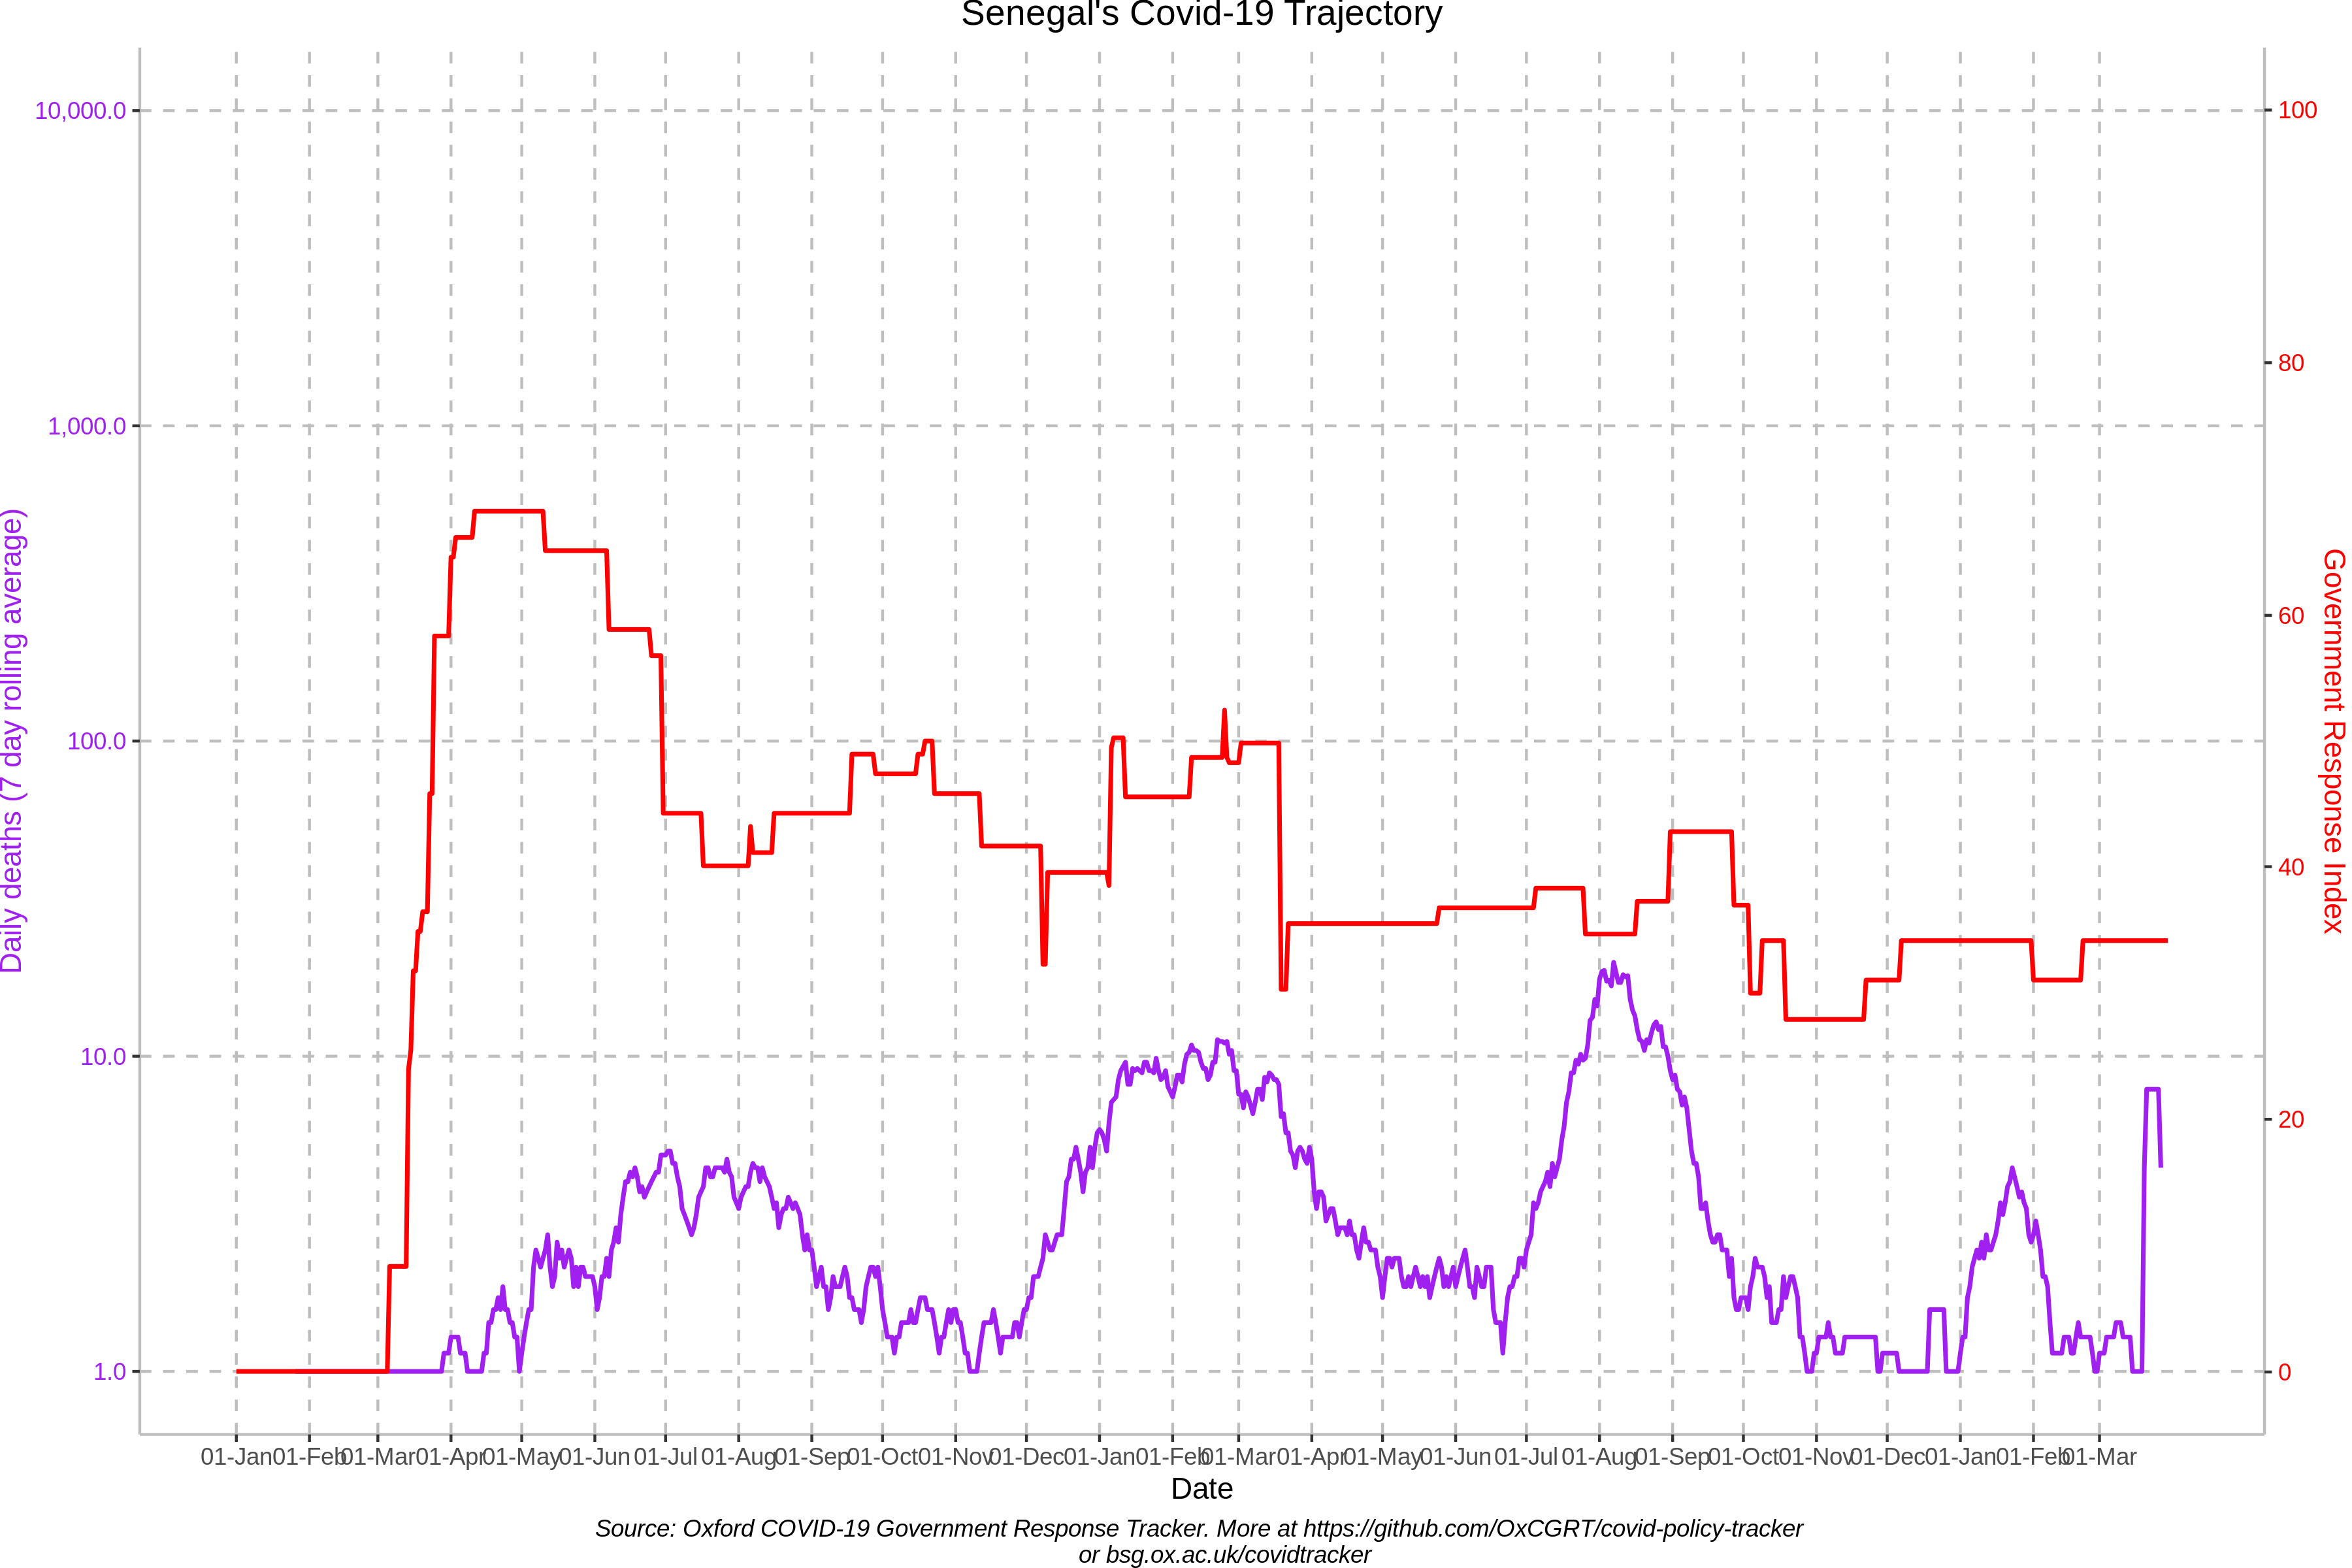 Senegal's Covid-19 Trajectory
10,000.0
1,000.0
100.0
10.0
1.0
Daily deaths (7 day rolling average)
100
80
60
40
20
0
Government Response Index
01-Jan 01-Feb 01-Mar 01-Apr 01-May 01-Jun 01-Jul 01-Aug 01-Sep 01-Oct 01-Nov 01-Dec 01-Jan 01-Feb 01-Mar 01-Apr 01-May 01-Jun 01-Jul 01-Aug 01-Sep 01-Oct 01-Nov 01-Dec 01-Jan 01-Feb 01-Mar
Date
Source: Oxford COVID-19 Government Response Tracker. More at https://github.com/OxCGRT/covid-policy-tracker
or bsg.ox.ac.uk/covidtracker